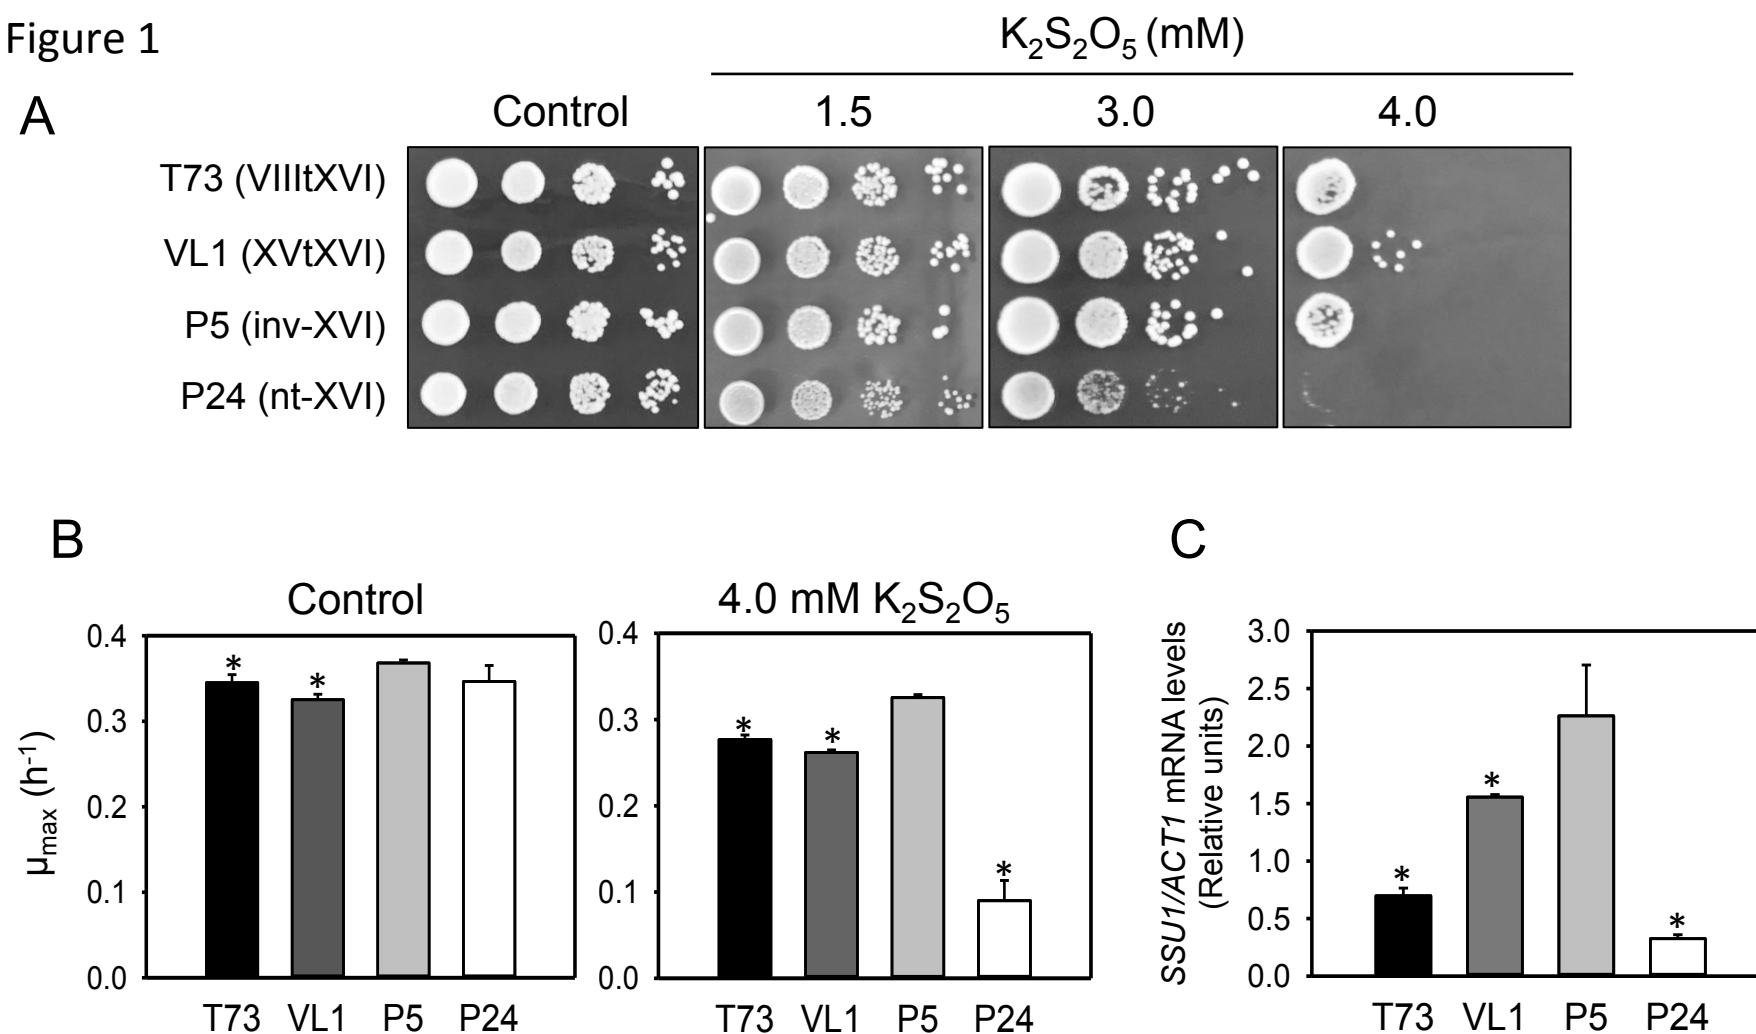 Figure 1
K2S2O5 (mM)
A
Control 1.5 3.0 4.0
T73 (VIIItXVI)
VL1 (XVtXVI)
P5 (inv-XVI)
P24 (nt-XVI)
B
Control
4.0 mM K2S2O5
µmax (h-1)
0.4
0.3
0.2
0.1
0.0
* *
T73 VL1 P5 P24
0.4
0.3
0.2
0.1
0.0
* * *
T73 VL1 P5 P24
C
SSU1/ACT1 mRNA levels
(Relative units)
3.0
2.5
2.0
1.5
1.0
0.5
0.0
* * *
T73 VL1 P5 P24